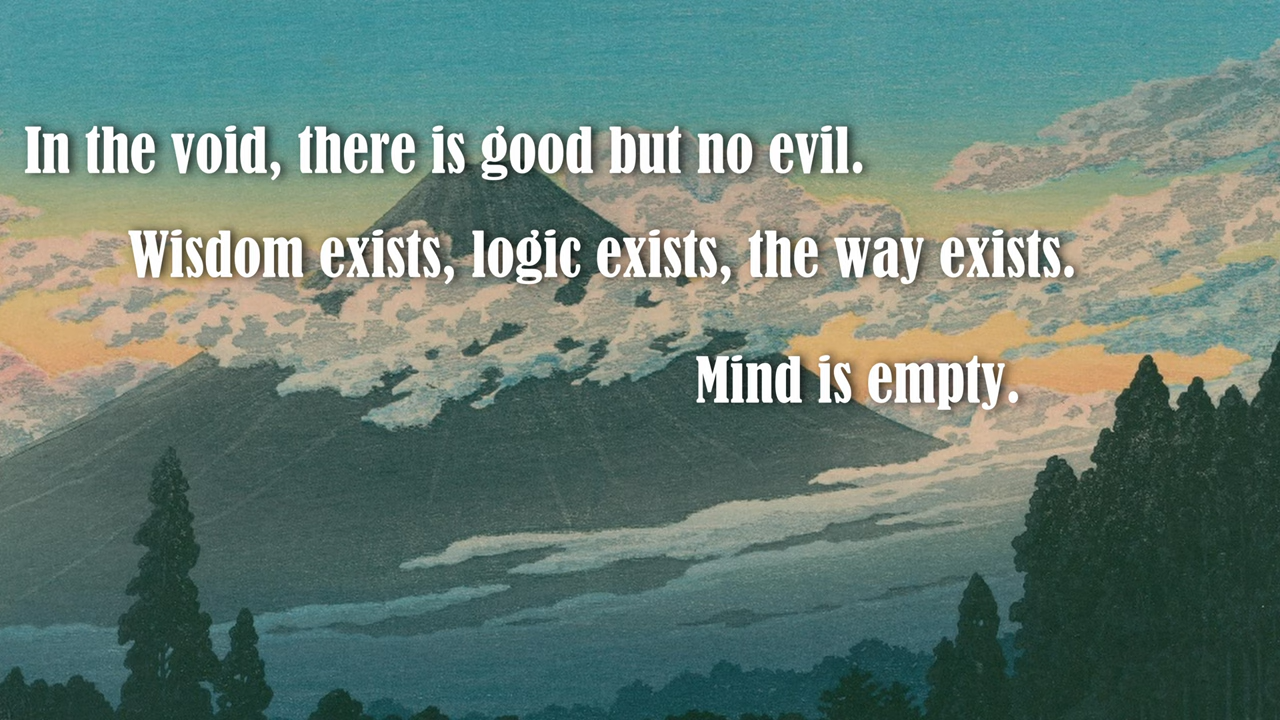 In the void, there is good but no evil.
Wisdom exists, logic exists, the way exists.
Mind is empty.